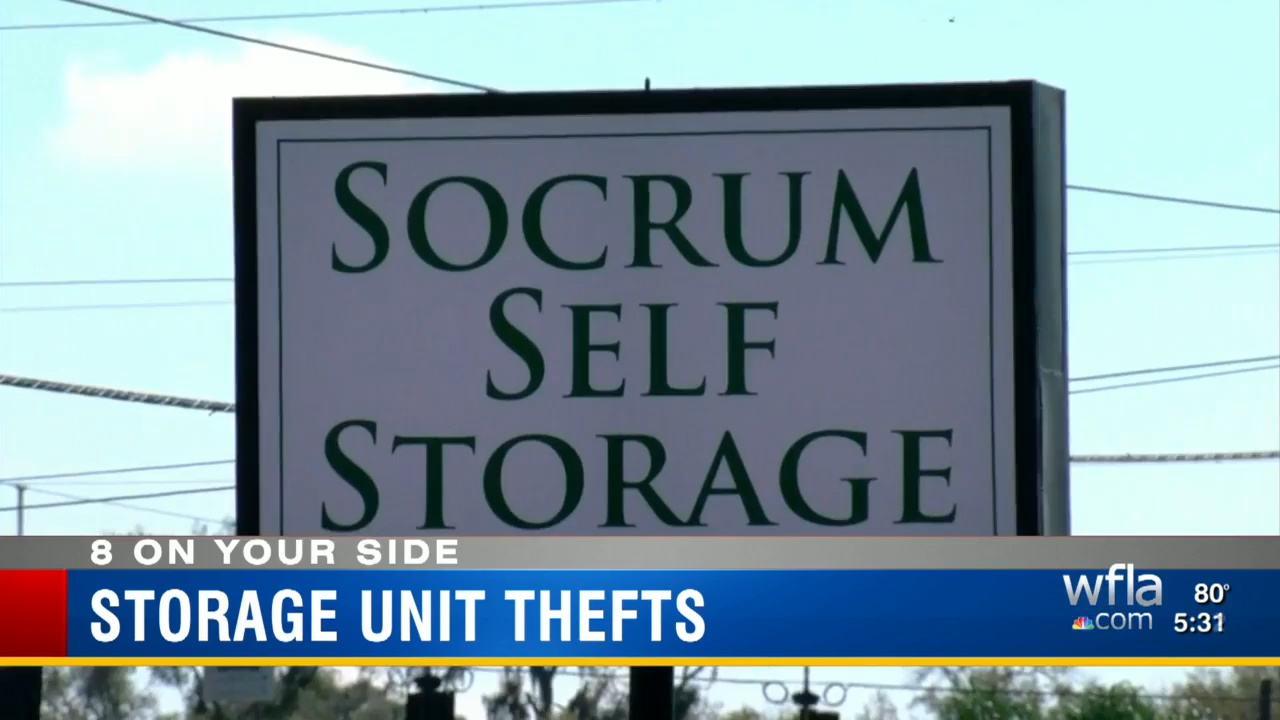 SOCRUM
SELF
STORAGE
8 ON YOUR SIDE
STORAGE UNIT THEFTS
wfla
com
80°
5:31